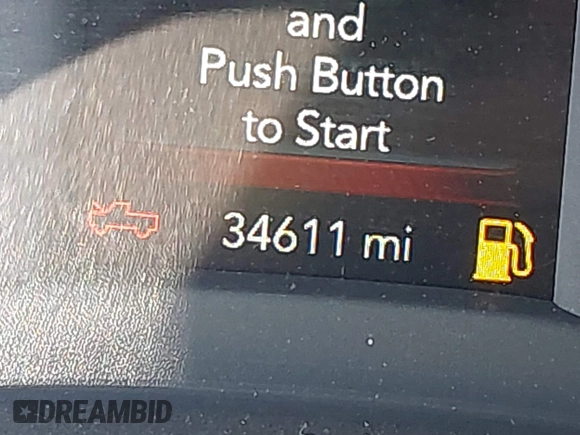 and
Push Button
to Start
34611 mi
DREAMBID